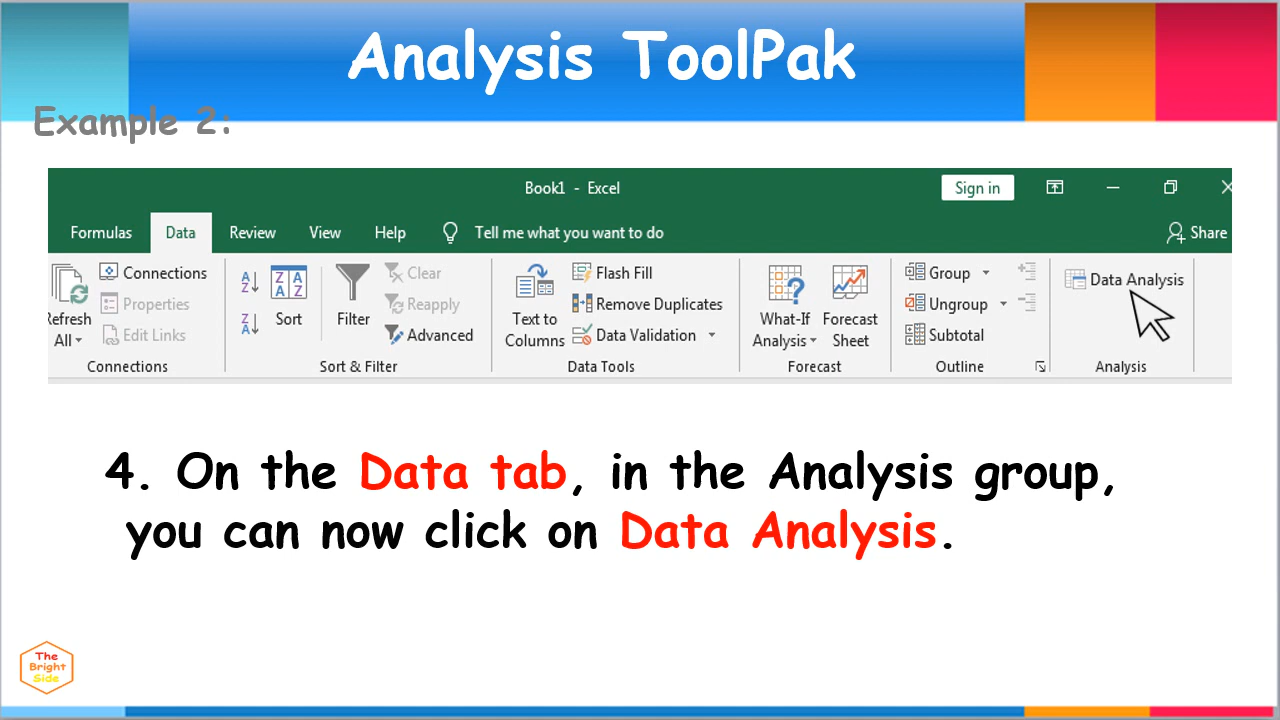 Analysis ToolPak
Example 2:
Book1 - Excel
Sign in
Formulas Data Review View Help Tell me what you want to do Share
Connections Clear Flash Fill Group Data Analysis
Properties Reapply Remove Duplicates Ungroup
Refresh All Edit Links Sort Filter Advanced Text to Columns Data Validation What-If Analysis Forecast Sheet Subtotal
Connections Sort & Filter Data Tools Forecast Outline Analysis
4. On the Data tab, in the Analysis group,
you can now click on Data Analysis.
The
Bright
Side